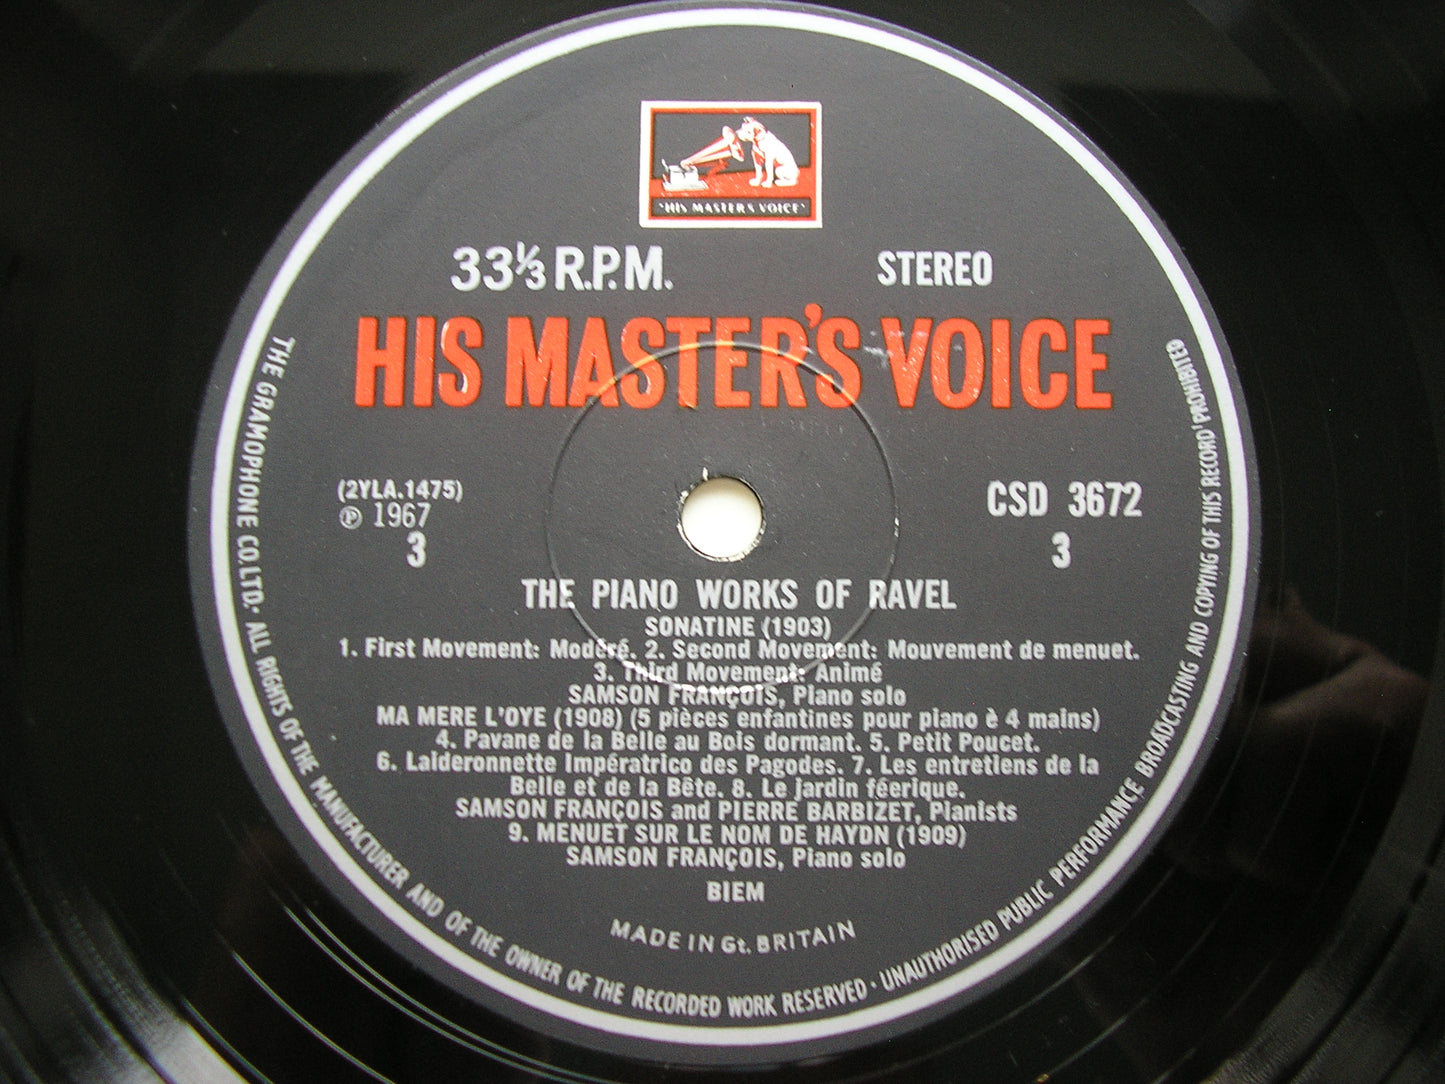 "HIS MASTER'S VOICE"
33⅓ R.P.M. STEREO
HIS MASTER'S VOICE
(2YLA.1475)
℗ 1967
3
CSD 3672
3
THE PIANO WORKS OF RAVEL
SONATINE (1903)
1. First Movement: Modéré. 2. Second Movement: Mouvement de menuet.
3. Third Movement: Animé
SAMSON FRANÇOIS, Piano solo
MA MERE L'OYE (1908) (5 pièces enfantines pour piano è 4 mains)
4. Pavane de la Belle au Bois dormant. 5. Petit Poucet.
6. Laideronnette Impératrico des Pagodes. 7. Les entretiens de la
Belle et de la Bête. 8. Le jardin féerique.
SAMSON FRANÇOIS and PIERRE BARBIZET, Pianists
9. MENUET SUR LE NOM DE HAYDN (1909)
SAMSON FRANÇOIS, Piano solo
BIEM
MADE IN Gt. BRITAIN
THE GRAMOPHONE CO. LTD. · ALL RIGHTS OF THE MANUFACTURER AND OF THE OWNER OF THE RECORDED WORK RESERVED · UNAUTHORISED PUBLIC PERFORMANCE BROADCASTING AND COPYING OF THIS RECORD PROHIBITED